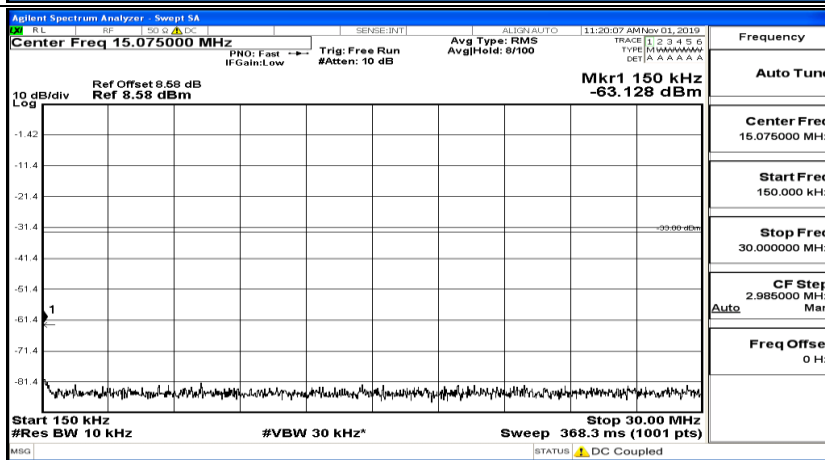 Agilent Spectrum Analyzer - Swept SA
RL RF 50 Ω DC SENSE:INT ALIGN AUTO 11:20:07 AM Nov 01, 2019
Center Freq 15.075000 MHz
PNO: Fast
IFGain:Low
Trig: Free Run
#Atten: 10 dB
Avg Type: RMS
Avg|Hold: 8/100
TRACE 1 2 3 4 5 6
TYPE M
DET A A A A A A
Frequency
Mkr1 150 kHz
-63.128 dBm
Ref Offset 8.58 dB
10 dB/div Ref 8.58 dBm
Log
Auto Tune
Center Freq
15.075000 MHz
Start Freq
150.000 kHz
Stop Freq
30.000000 MHz
CF Step
2.985000 MHz
Auto Man
Freq Offset
0 Hz
-1.42
-11.4
-21.4
-31.4
-33.00 dBm
-41.4
-51.4
1
-61.4
-71.4
-81.4
Start 150 kHz Stop 30.00 MHz
#Res BW 10 kHz #VBW 30 kHz* Sweep 368.3 ms (1001 pts)
MSG STATUS DC Coupled